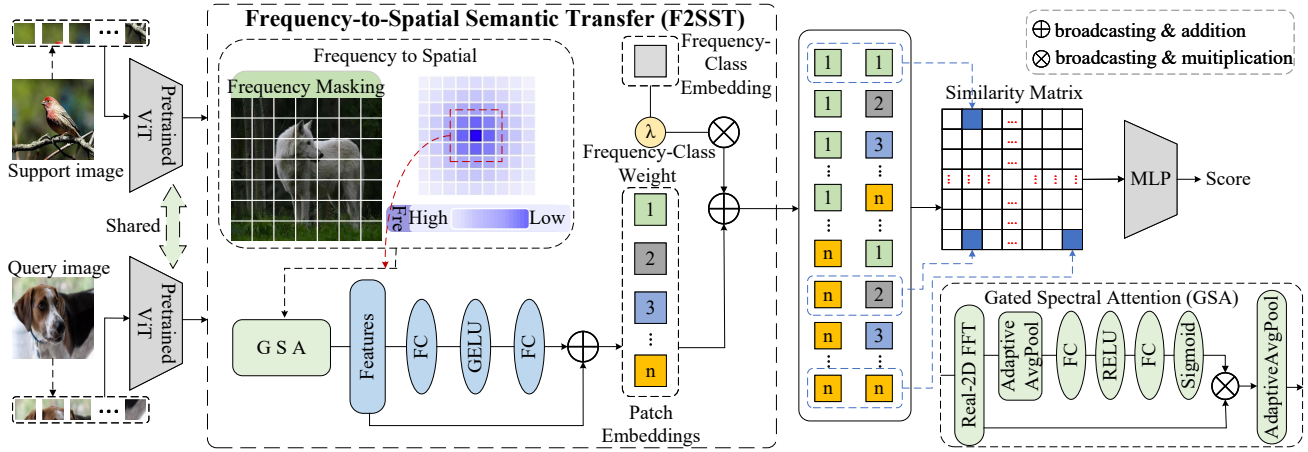 Frequency-to-Spatial Semantic Transfer (F2SST)
Pretrained
ViT
Support image
Shared
Query image
Pretrained
ViT
Frequency to Spatial
Frequency Masking
Fre
High
Low
G S A
Features
FC
GELU
FC
Frequency-
Class
Embedding
λ
Frequency-Class
Weight
1
2
3
n
Patch
Embeddings
1 1
1 2
1 3
1 n
n 1
n 2
n 3
n n
broadcasting & addition
broadcasting & mutiplication
Similarity Matrix
MLP
Score
Gated Spectral Attention (GSA)
Real-2D FFT
Adaptive
AvgPool
FC
RELU
FC
Sigmoid
AdaptiveAvgPool